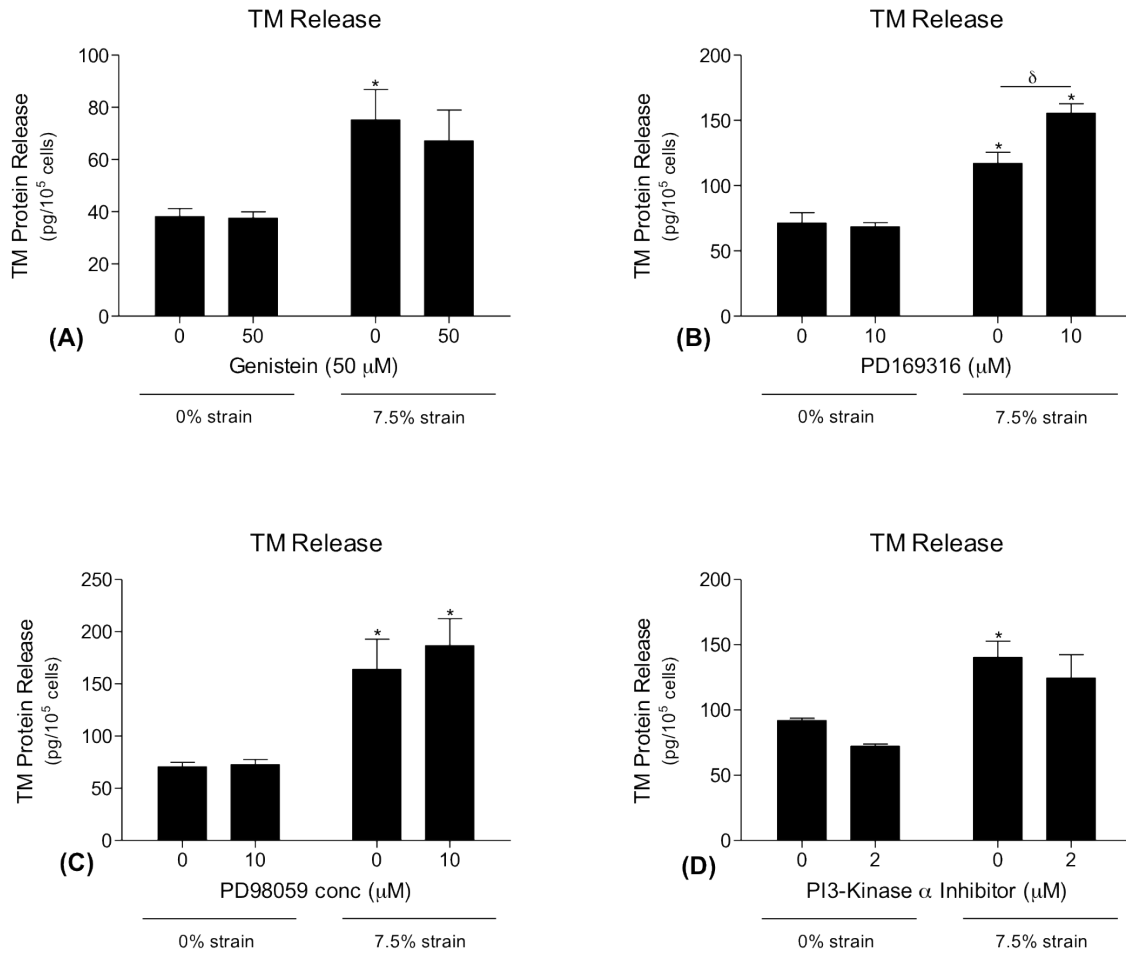 TM Release
100
80
60
40
20
0
TM Protein Release
(pg/10⁵ cells)
*
0 50 0 50
Genistein (50 μM)
0% strain 7.5% strain
(A)
TM Release
200
150
100
50
0
TM Protein Release
(pg/10⁵ cells)
δ
*
*
0 10 0 10
PD169316 (μM)
0% strain 7.5% strain
(B)
TM Release
250
200
150
100
50
0
TM Protein Release
(pg/10⁵ cells)
*
*
0 10 0 10
PD98059 conc (μM)
0% strain 7.5% strain
(C)
TM Release
200
150
100
50
0
TM Protein Release
(pg/10⁵ cells)
*
0 2 0 2
PI3-Kinase α Inhibitor (μM)
0% strain 7.5% strain
(D)